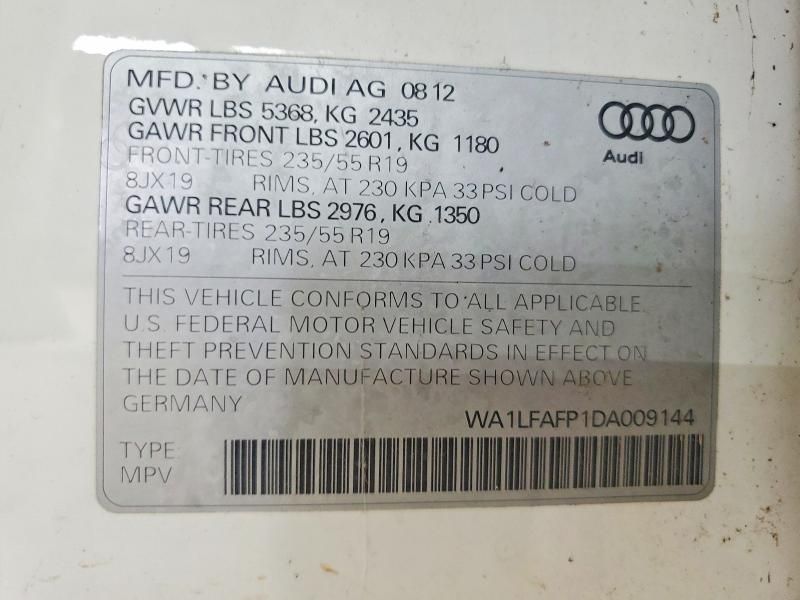 MFD. BY AUDI AG 08 12
GVWR LBS 5368, KG 2435
GAWR FRONT LBS 2601, KG 1180
FRONT-TIRES 235/55 R19
8JX19 RIMS, AT 230 KPA 33 PSI COLD
GAWR REAR LBS 2976, KG 1350
REAR-TIRES 235/55 R19
8JX19 RIMS, AT 230 KPA 33 PSI COLD
Audi
THIS VEHICLE CONFORMS TO ALL APPLICABLE
U.S. FEDERAL MOTOR VEHICLE SAFETY AND
THEFT PREVENTION STANDARDS IN EFFECT ON
THE DATE OF MANUFACTURE SHOWN ABOVE
GERMANY
WA1LFAFP1DA009144
TYPE:
MPV